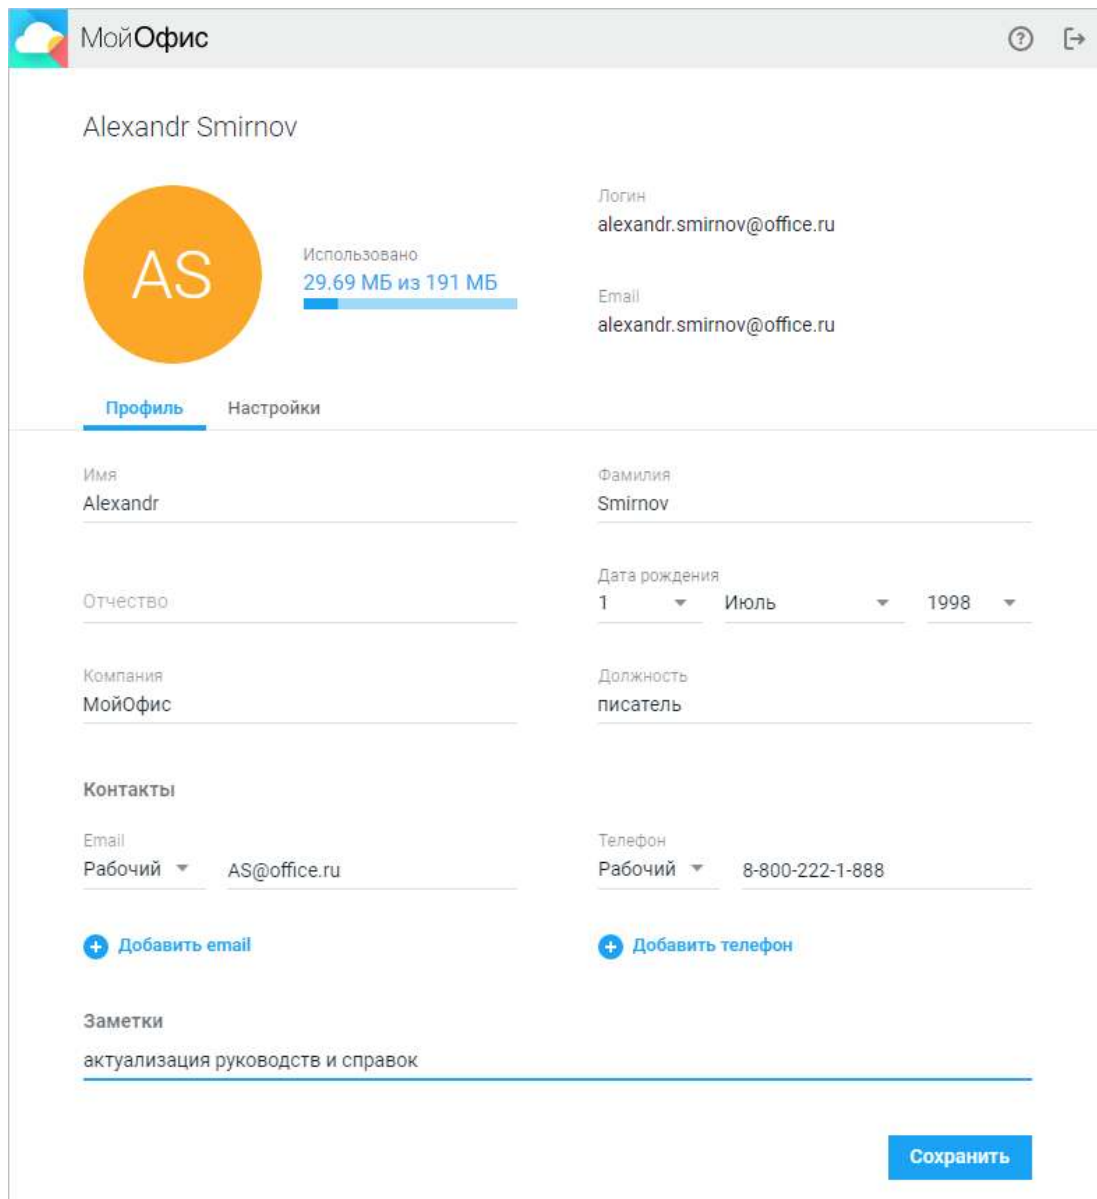 МойОфис
Alexandr Smirnov
AS
Использовано
29.69 МБ из 191 МБ
Логин
alexandr.smirnov@office.ru
Email
alexandr.smirnov@office.ru
Профиль Настройки
Имя
Alexandr
Фамилия
Smirnov
Отчество
Дата рождения
1 Июль 1998
Компания
МойОфис
Должность
писатель
Контакты
Email
Рабочий AS@office.ru
Телефон
Рабочий 8-800-222-1-888
Добавить email
Добавить телефон
Заметки
актуализация руководств и справок
Сохранить